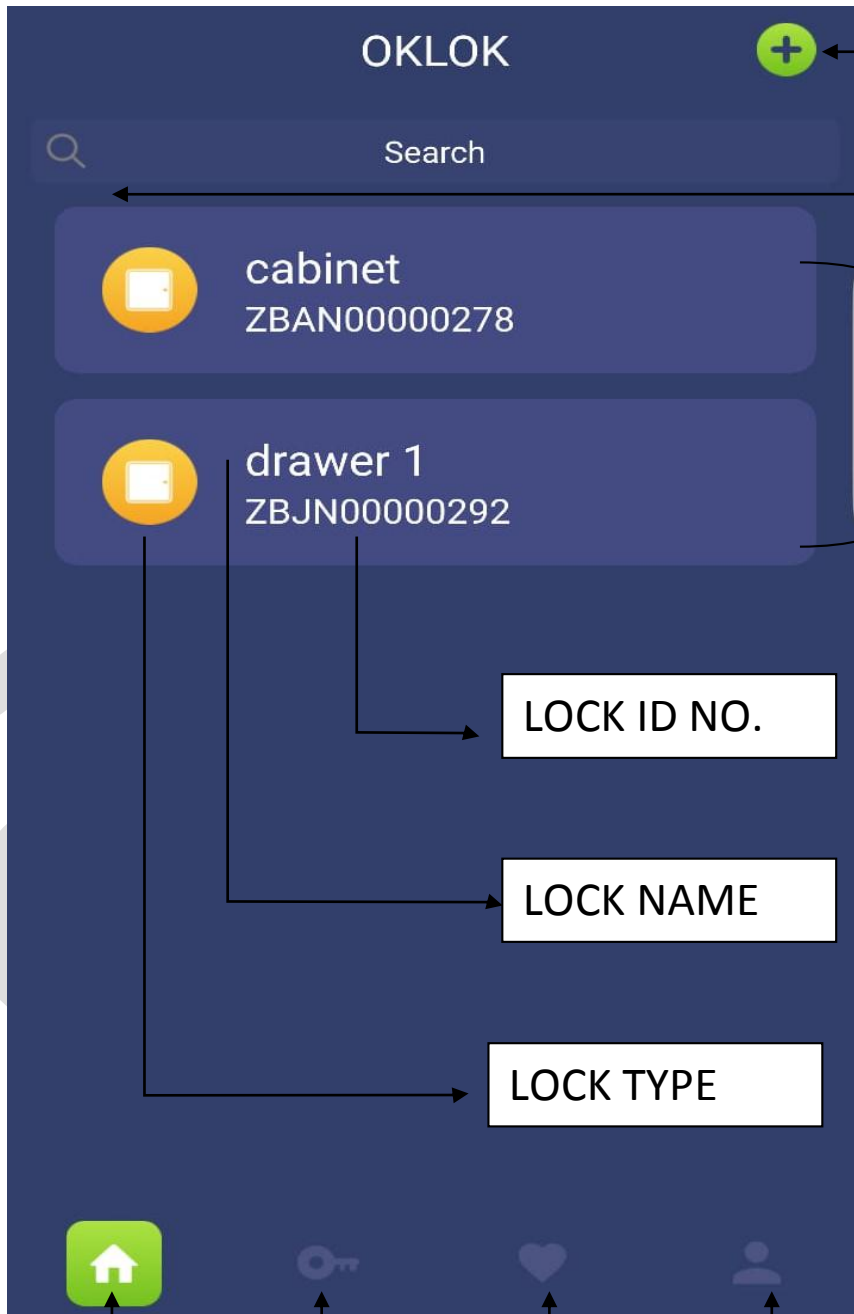 OKLOK
Search
cabinet
ZBAN00000278
drawer 1
ZBJN00000292
LOCK ID NO.
LOCK NAME
LOCK TYPE